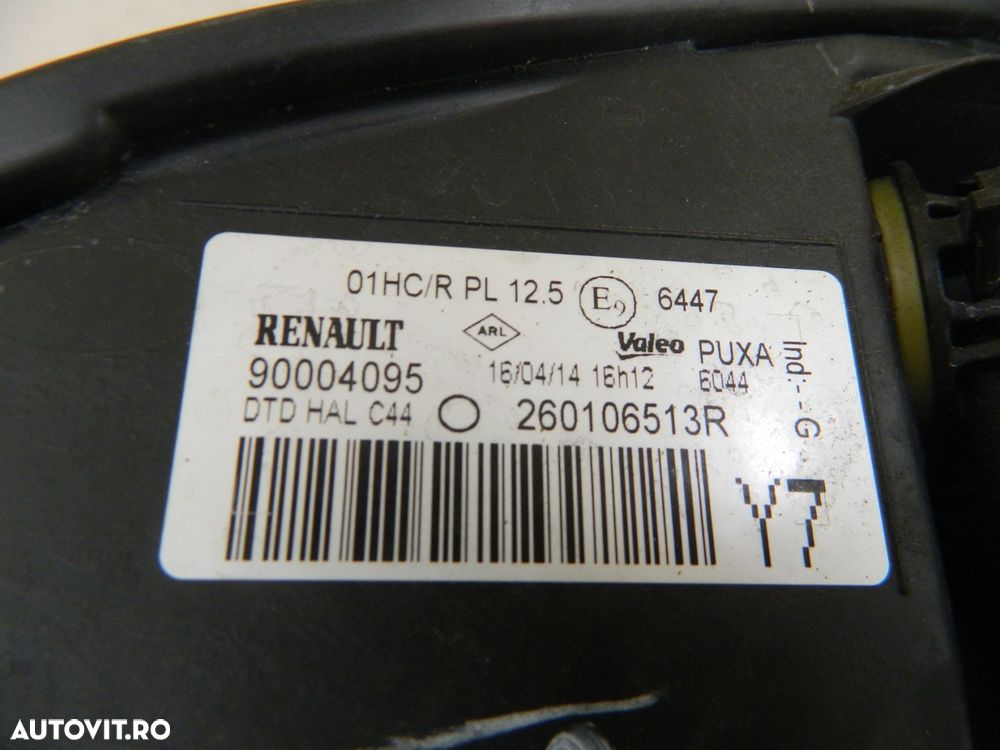 01HC/R PL 12.5 E9 6447
RENAULT ARL Valeo PUXA
90004095 16/04/14 16h12 6044
DTD HAL C44 O 260106513R
Ind:--G
Y7
AUTOVIT.RO